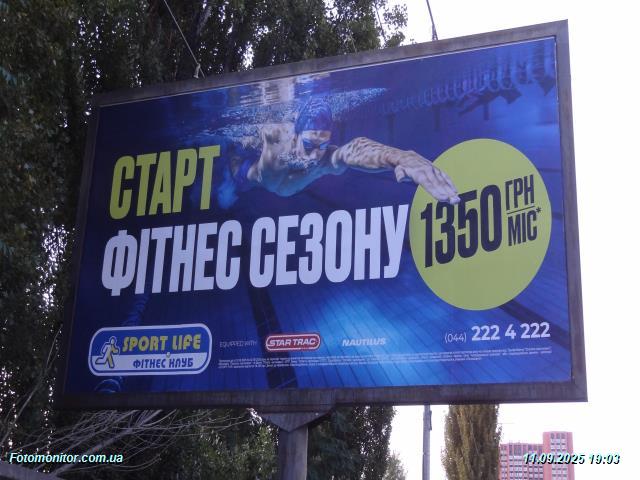 СТАРТ
ФІТНЕС СЕЗОНУ
1350 ГРН
МІС*
SPORT LIFE
ФІТНЕС КЛУБ
EQUIPPED WITH STAR TRAC NAUTILUS
(044) 222 4 222
Fotomonitor.com.ua
11.09.2025 19:03